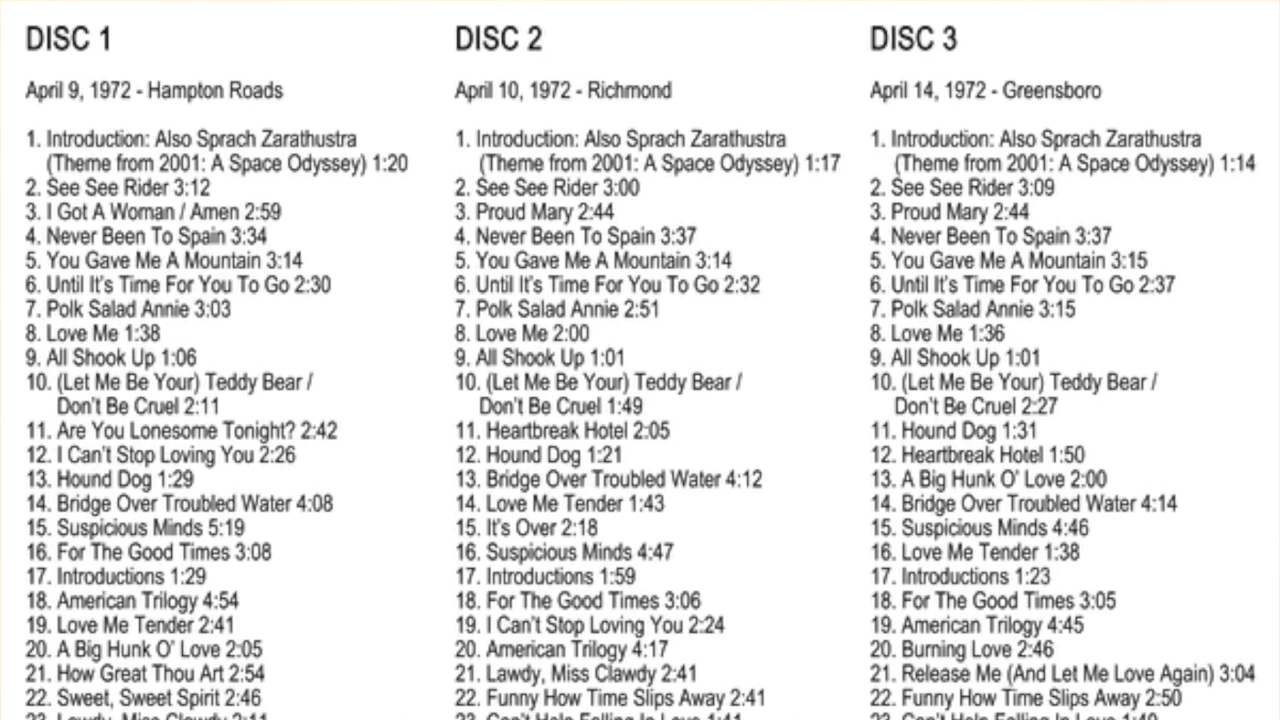 DISC 1
April 9, 1972 - Hampton Roads
1. Introduction: Also Sprach Zarathustra
(Theme from 2001: A Space Odyssey) 1:20
2. See See Rider 3:12
3. I Got A Woman / Amen 2:59
4. Never Been To Spain 3:34
5. You Gave Me A Mountain 3:14
6. Until It's Time For You To Go 2:30
7. Polk Salad Annie 3:03
8. Love Me 1:38
9. All Shook Up 1:06
10. (Let Me Be Your) Teddy Bear /
Don't Be Cruel 2:11
11. Are You Lonesome Tonight? 2:42
12. I Can't Stop Loving You 2:26
13. Hound Dog 1:29
14. Bridge Over Troubled Water 4:08
15. Suspicious Minds 5:19
16. For The Good Times 3:08
17. Introductions 1:29
18. American Trilogy 4:54
19. Love Me Tender 2:41
20. A Big Hunk O' Love 2:05
21. How Great Thou Art 2:54
22. Sweet, Sweet Spirit 2:46
23. Lawdy, Miss Clawdy 2:11
DISC 2
April 10, 1972 - Richmond
1. Introduction: Also Sprach Zarathustra
(Theme from 2001: A Space Odyssey) 1:17
2. See See Rider 3:00
3. Proud Mary 2:44
4. Never Been To Spain 3:37
5. You Gave Me A Mountain 3:14
6. Until It's Time For You To Go 2:32
7. Polk Salad Annie 2:51
8. Love Me 2:00
9. All Shook Up 1:01
10. (Let Me Be Your) Teddy Bear /
Don't Be Cruel 1:49
11. Heartbreak Hotel 2:05
12. Hound Dog 1:21
13. Bridge Over Troubled Water 4:12
14. Love Me Tender 1:43
15. It's Over 2:18
16. Suspicious Minds 4:47
17. Introductions 1:59
18. For The Good Times 3:06
19. I Can't Stop Loving You 2:24
20. American Trilogy 4:17
21. Lawdy, Miss Clawdy 2:41
22. Funny How Time Slips Away 2:41
23. Can't Help Falling In Love 1:41
DISC 3
April 14, 1972 - Greensboro
1. Introduction: Also Sprach Zarathustra
(Theme from 2001: A Space Odyssey) 1:14
2. See See Rider 3:09
3. Proud Mary 2:44
4. Never Been To Spain 3:37
5. You Gave Me A Mountain 3:15
6. Until It's Time For You To Go 2:37
7. Polk Salad Annie 3:15
8. Love Me 1:36
9. All Shook Up 1:01
10. (Let Me Be Your) Teddy Bear /
Don't Be Cruel 2:27
11. Hound Dog 1:31
12. Heartbreak Hotel 1:50
13. A Big Hunk O' Love 2:00
14. Bridge Over Troubled Water 4:14
15. Suspicious Minds 4:46
16. Love Me Tender 1:38
17. Introductions 1:23
18. For The Good Times 3:05
19. American Trilogy 4:45
20. Burning Love 2:46
21. Release Me (And Let Me Love Again) 3:04
22. Funny How Time Slips Away 2:50
23. Can't Help Falling In Love